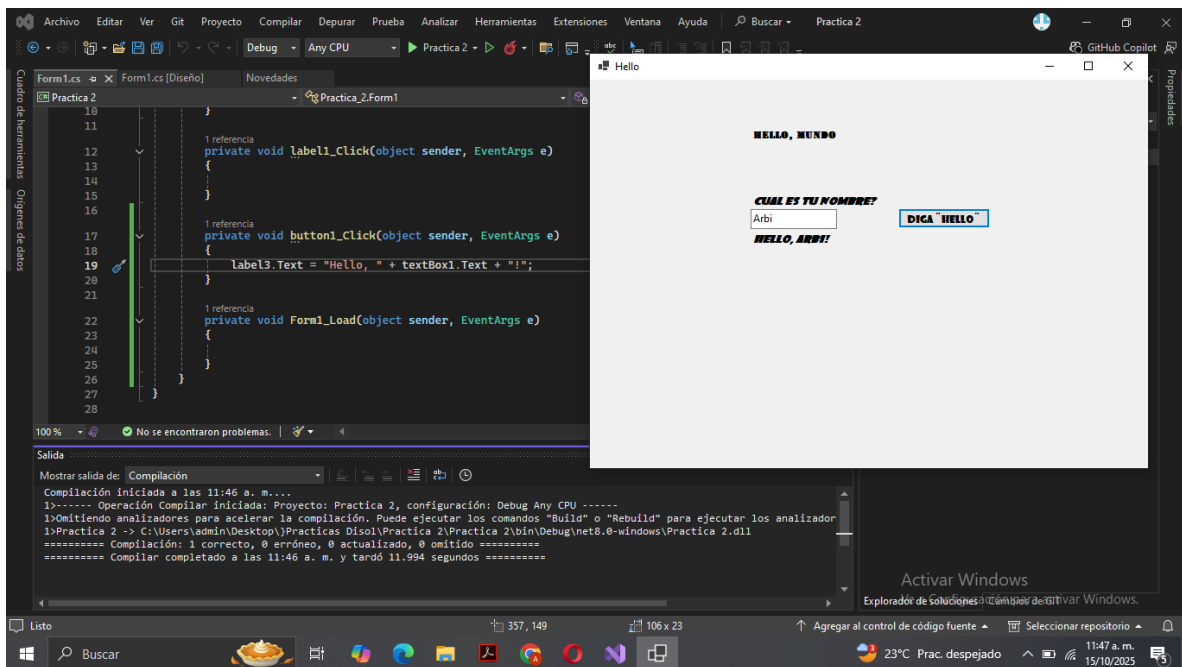 Archivo Editar Ver Git Proyecto Compilar Depurar Prueba Analizar Herramientas Extensiones Ventana Ayuda Buscar Practica 2
Debug Any CPU Practica 2 GitHub Copilot
Form1.cs Form1.cs [Diseño] Novedades
Practica 2 Practica_2.Form1
Cuadro de herramientas
Orígenes de datos
Propiedades
10 }
11
1 referencia
12 private void label1_Click(object sender, EventArgs e)
13 {
14
15 }
16
1 referencia
17 private void button1_Click(object sender, EventArgs e)
18 {
19 label3.Text = "Hello, " + textBox1.Text + "!";
20 }
21
1 referencia
22 private void Form1_Load(object sender, EventArgs e)
23 {
24
25 }
26 }
27 }
28
100 % No se encontraron problemas.
Hello
HELLO, MUNDO
CUAL ES TU NOMBRE?
Arbi DIGA "HELLO"
HELLO, ARBI!
Salida
Mostrar salida de: Compilación
Compilación iniciada a las 11:46 a. m....
1>------ Operación Compilar iniciada: Proyecto: Practica 2, configuración: Debug Any CPU ------
1>Omitiendo analizadores para acelerar la compilación. Puede ejecutar los comandos "Build" o "Rebuild" para ejecutar los analizador
1>Practica 2 -> C:\Users\admin\Desktop\}Practicas Disol\Practica 2\Practica 2\bin\Debug\net8.0-windows\Practica 2.dll
========== Compilación: 1 correcto, 0 erróneo, 0 actualizado, 0 omitido ==========
========== Compilar completado a las 11:46 a. m. y tardó 11.994 segundos ==========
Activar Windows
Explorador de soluciones Cambios de GIT
Listo 357, 149 106 x 23 Agregar al control de código fuente Seleccionar repositorio
Buscar 23°C Prac. despejado 11:47 a. m.
15/10/2025
5